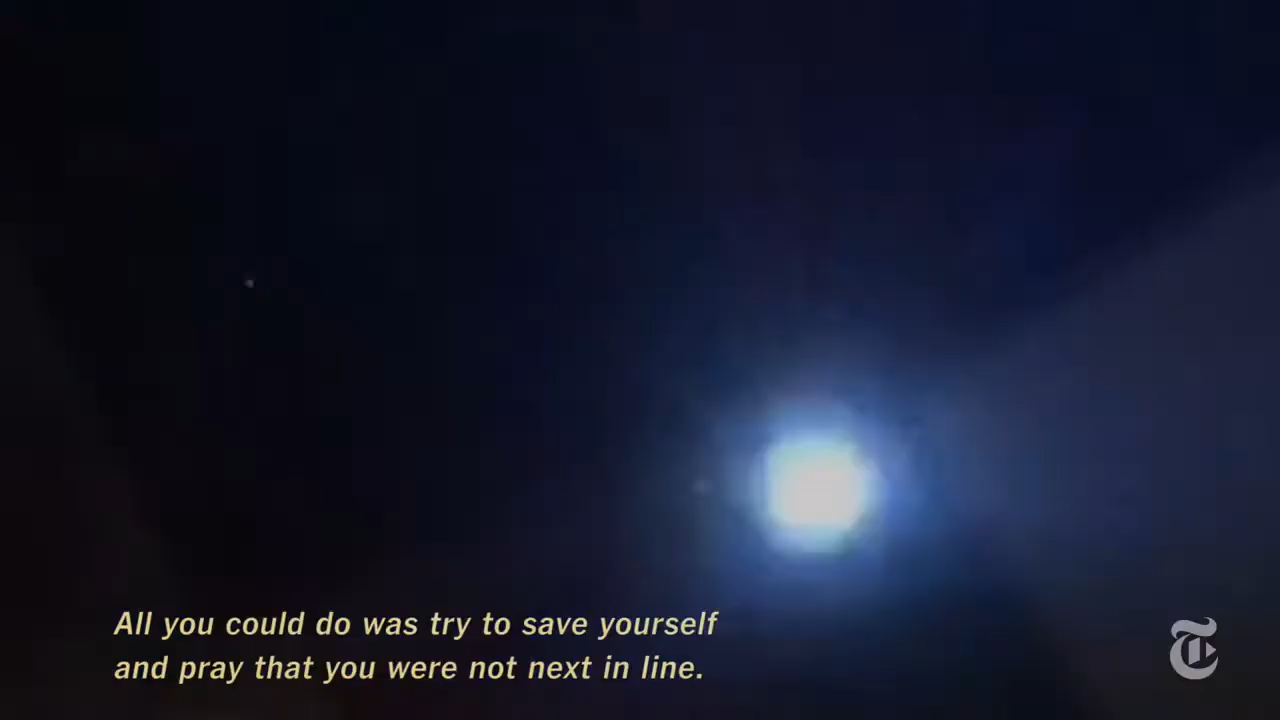 All you could do was try to save yourself
and pray that you were not next in line.